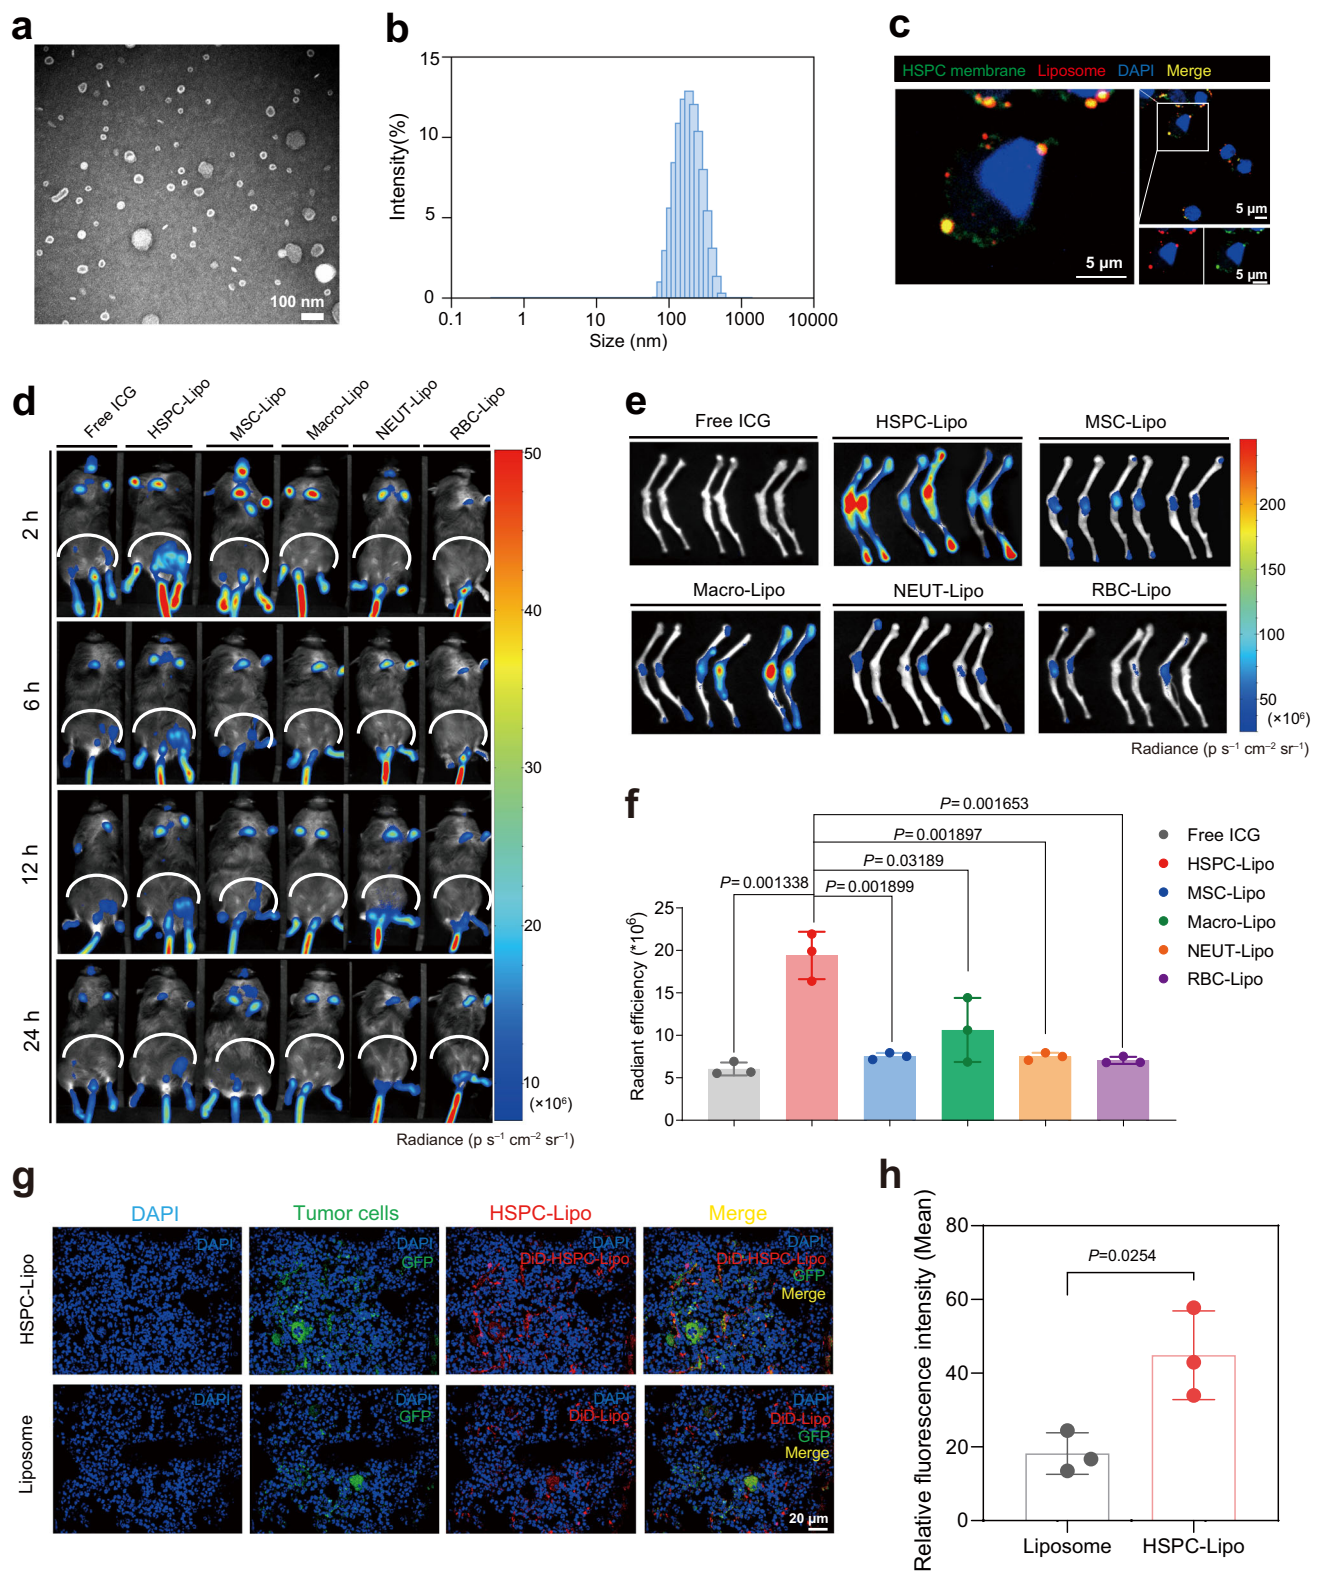 a
100 nm
b
15
10
5
0
Intensity(%)
0.1
1
10
100
1000
10000
Size (nm)
c
HSPC membrane Liposome DAPI Merge
5 µm
5 µm
5 µm
d
Free ICG
HSPC-Lipo
MSC-Lipo
Macro-Lipo
NEUT-Lipo
RBC-Lipo
2 h
6 h
12 h
24 h
50
40
30
20
10
(×10⁶)
Radiance (p s⁻¹ cm⁻² sr⁻¹)
e
Free ICG
HSPC-Lipo
MSC-Lipo
Macro-Lipo
NEUT-Lipo
RBC-Lipo
200
150
100
50
(×10⁶)
Radiance (p s⁻¹ cm⁻² sr⁻¹)
f
P= 0.001653
P= 0.001897
P= 0.03189
P= 0.001338
P= 0.001899
25
20
15
10
5
0
Radiant efficiency (*10⁶)
Free ICG
HSPC-Lipo
MSC-Lipo
Macro-Lipo
NEUT-Lipo
RBC-Lipo
g
DAPI
Tumor cells
HSPC-Lipo
Merge
HSPC-Lipo
DAPI
DAPI
GFP
DAPI
DiD-HSPC-Lipo
DAPI
DiD-HSPC-Lipo
GFP
Merge
Liposome
DAPI
DAPI
GFP
DAPI
DiD-Lipo
DAPI
DiD-Lipo
GFP
Merge
20 µm
h
80
60
40
20
0
Relative fluorescence intensity (Mean)
P=0.0254
Liposome
HSPC-Lipo